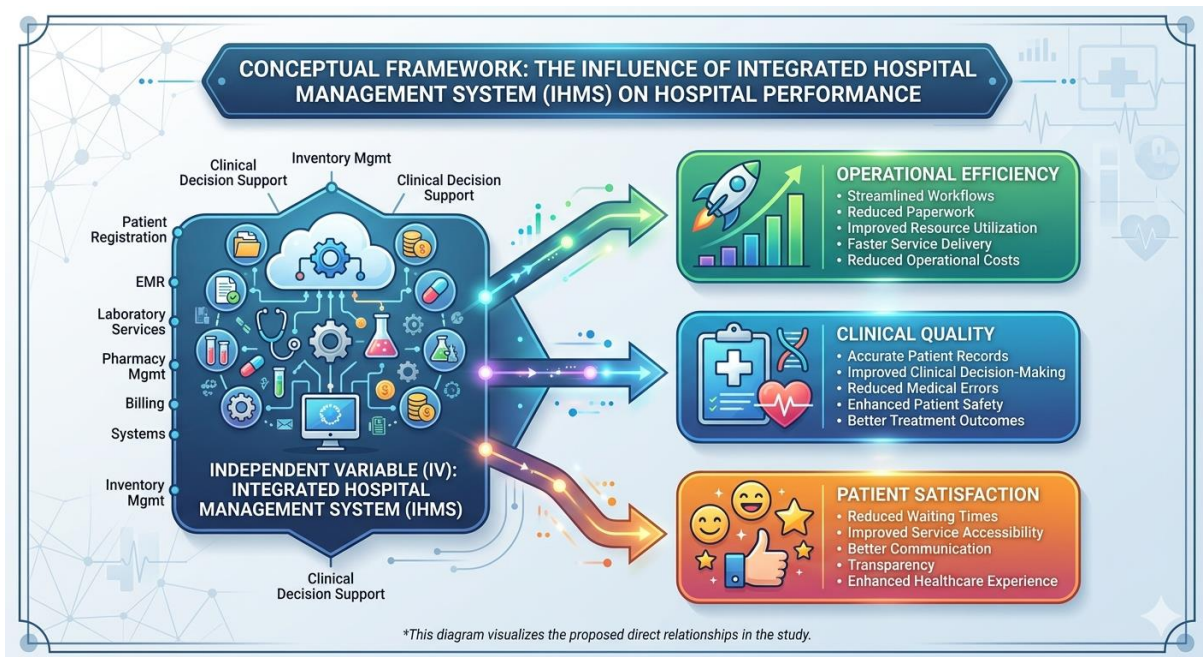 CONCEPTUAL FRAMEWORK: THE INFLUENCE OF INTEGRATED HOSPITAL
MANAGEMENT SYSTEM (IHMS) ON HOSPITAL PERFORMANCE
Inventory Mgmt
Clinical
Decision Support
Clinical Decision
Support
Patient
Registration
EMR
Laboratory
Services
Pharmacy
Mgmt
Billing
Systems
Inventory
Mgmt
INDEPENDENT VARIABLE (IV):
INTEGRATED HOSPITAL
MANAGEMENT SYSTEM (IHMS)
Clinical
Decision Support
OPERATIONAL EFFICIENCY
• Streamlined Workflows
• Reduced Paperwork
• Improved Resource Utilization
• Faster Service Delivery
• Reduced Operational Costs
CLINICAL QUALITY
• Accurate Patient Records
• Improved Clinical Decision-Making
• Reduced Medical Errors
• Enhanced Patient Safety
• Better Treatment Outcomes
PATIENT SATISFACTION
• Reduced Waiting Times
• Improved Service Accessibility
• Better Communication
• Transparency
• Enhanced Healthcare Experience
*This diagram visualizes the proposed direct relationships in the study.